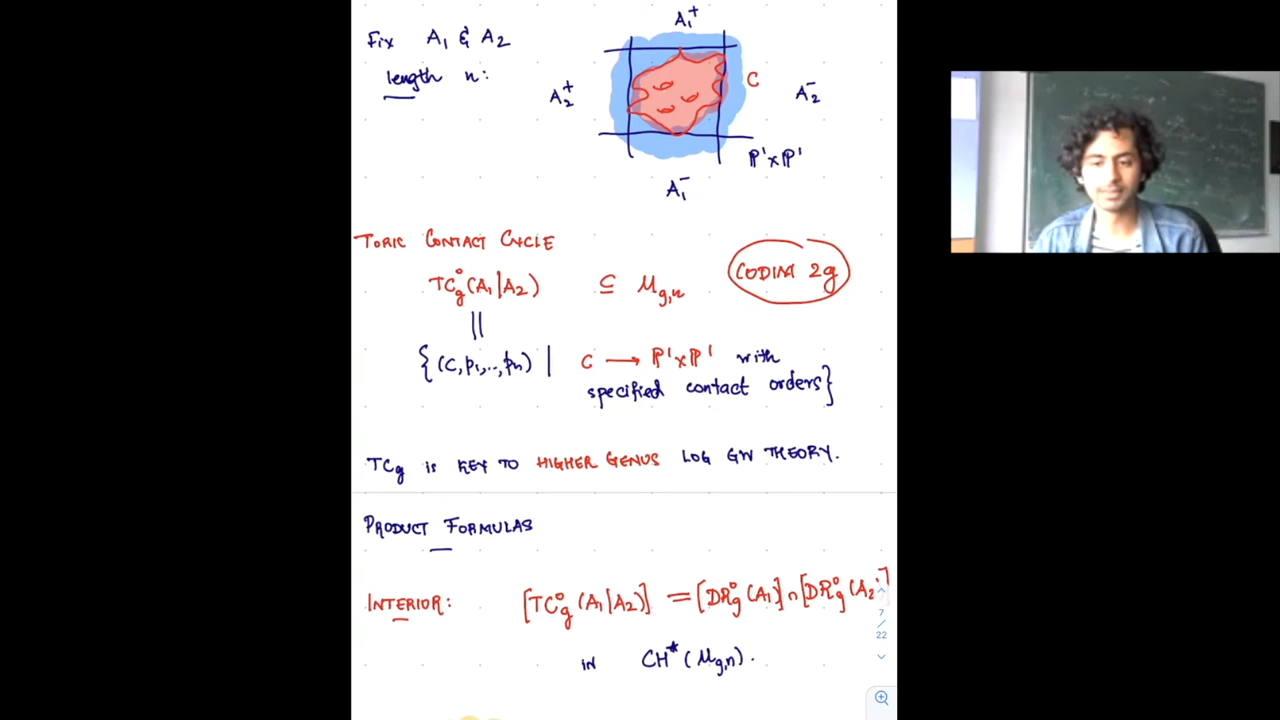 Fix A₁ & A₂
length n:
A₁⁺
A₂⁺
C
A₂⁻
P¹×P¹
A₁⁻
TORIC CONTACT CYCLE
TC°g(A₁|A₂) ⊆ Mg,n
CODIM 2g
||
{(C, p₁,..,pn) | C → P¹×P¹ with
specified contact orders}
TCg is KEY TO HIGHER GENUS LOG GW THEORY.
PRODUCT FORMULAS
INTERIOR: [TC°g(A₁|A₂)] = [DR°g(A₁)] ∩ [DR°g(A₂)]
in CH*(Mg,n).
7
/
22